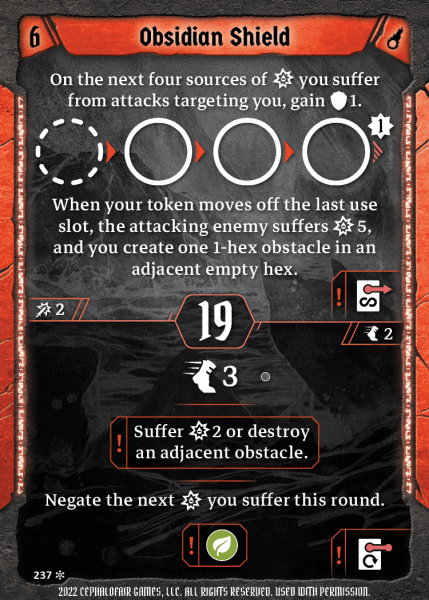 6
Obsidian Shield
On the next four sources of you suffer
from attacks targeting you, gain 1.
1
When your token moves off the last use
slot, the attacking enemy suffers 5,
and you create one 1-hex obstacle in an
adjacent empty hex.
!
2
19
2
3
! Suffer 2 or destroy
an adjacent obstacle.
Negate the next you suffer this round.
!
!
237
2022 CEPHALOFAIR GAMES, LLC. ALL RIGHTS RESERVED. USED WITH PERMISSION.